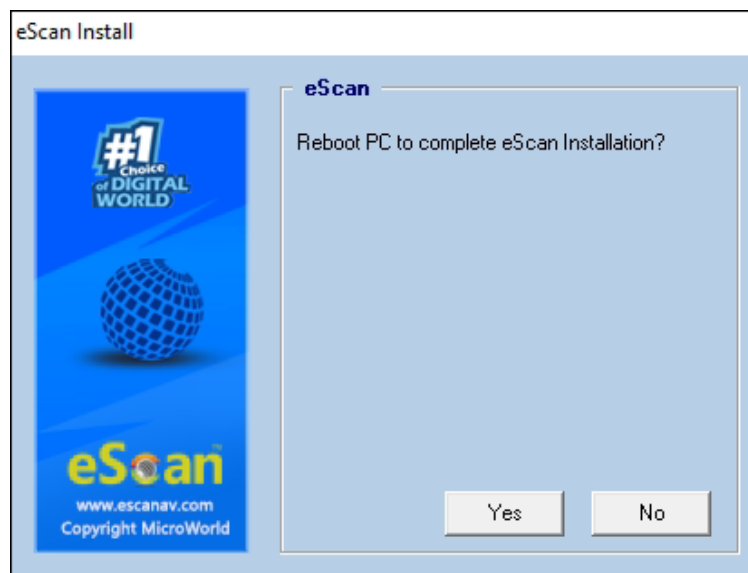 eScan Install
#1
Choice
of DIGITAL
WORLD
eScan
www.escanav.com
Copyright MicroWorld
eScan
Reboot PC to complete eScan Installation?
Yes No